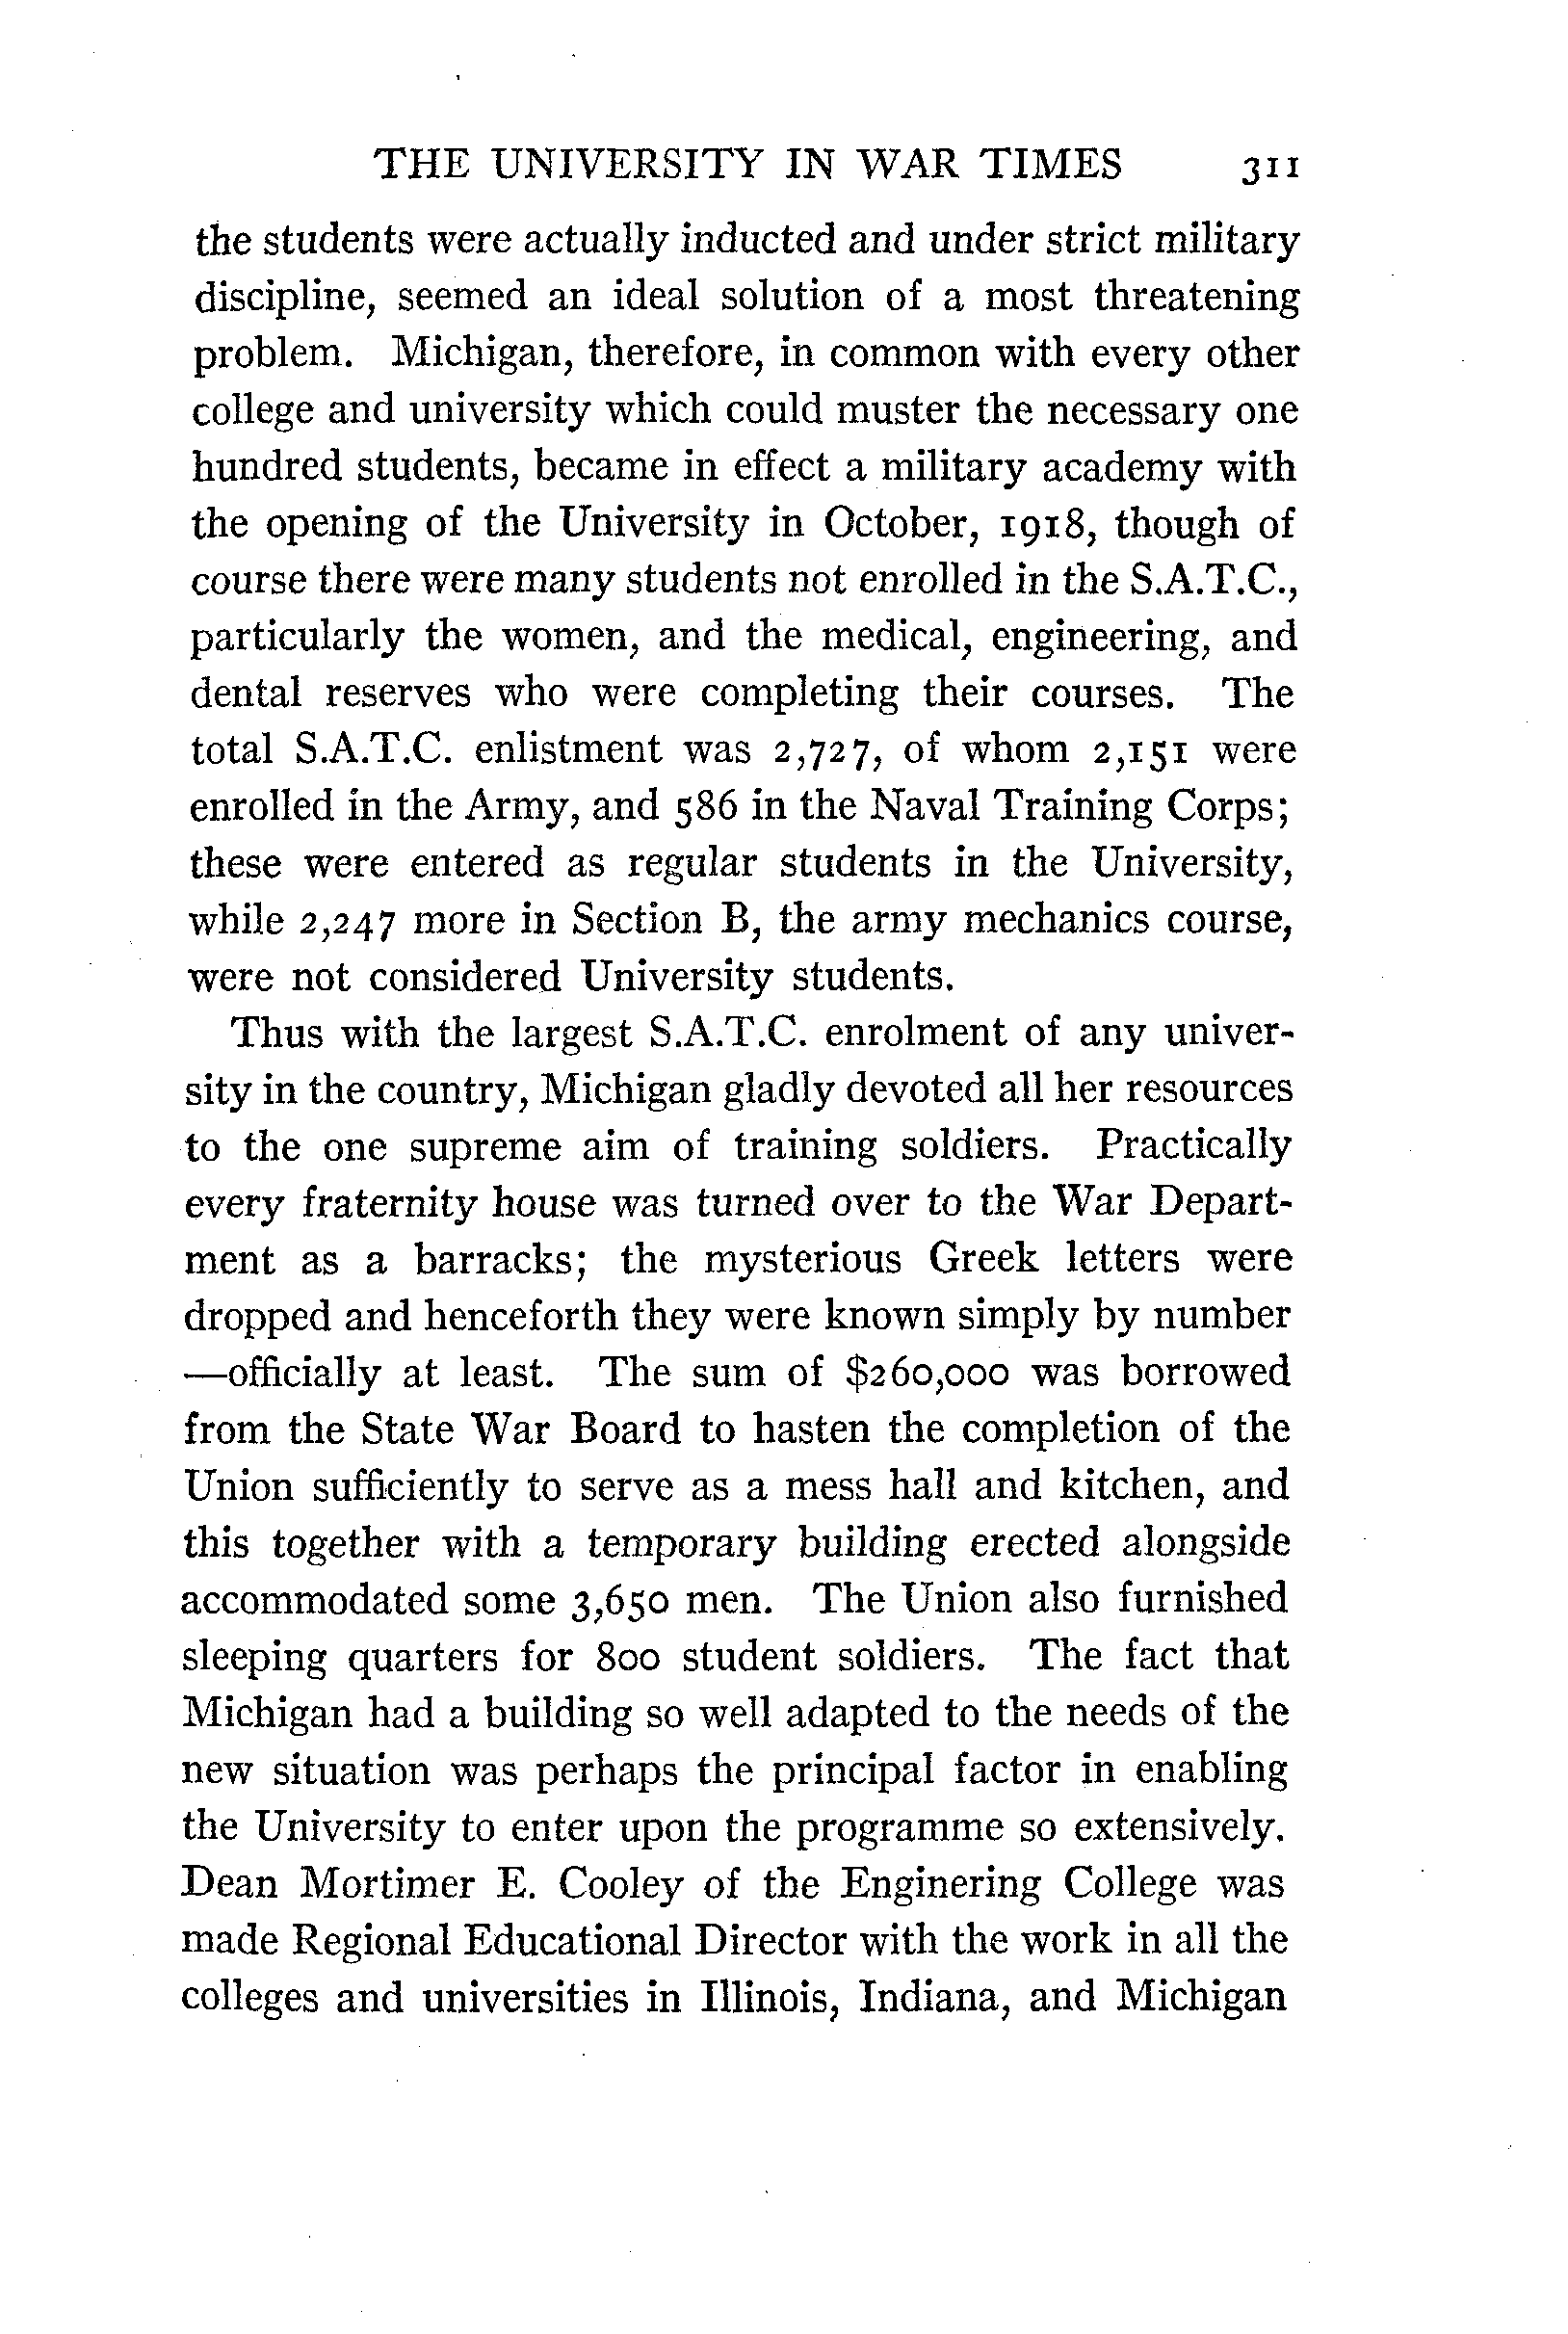 THE UNIVERSITY IN WAR TIMES 311
the students were actually inducted and under strict military
discipline, seemed an ideal solution of a most threatening
problem. Michigan, therefore, in common with every other
college and university which could muster the necessary one
hundred students, became in effect a military academy with
the opening of the University in October, 1918, though of
course there were many students not enrolled in the S.A.T.C.,
particularly the women, and the medical, engineering, and
dental reserves who were completing their courses. The
total S.A.T.C. enlistment was 2,727, of whom 2,151 were
enrolled in the Army, and 586 in the Naval Training Corps;
these were entered as regular students in the University,
while 2,247 more in Section B, the army mechanics course,
were not considered University students.
Thus with the largest S.A.T.C. enrolment of any univer-
sity in the country, Michigan gladly devoted all her resources
to the one supreme aim of training soldiers. Practically
every fraternity house was turned over to the War Depart-
ment as a barracks; the mysterious Greek letters were
dropped and henceforth they were known simply by number
—officially at least. The sum of $260,000 was borrowed
from the State War Board to hasten the completion of the
Union sufficiently to serve as a mess hall and kitchen, and
this together with a temporary building erected alongside
accommodated some 3,650 men. The Union also furnished
sleeping quarters for 800 student soldiers. The fact that
Michigan had a building so well adapted to the needs of the
new situation was perhaps the principal factor in enabling
the University to enter upon the programme so extensively.
Dean Mortimer E. Cooley of the Enginering College was
made Regional Educational Director with the work in all the
colleges and universities in Illinois, Indiana, and Michigan